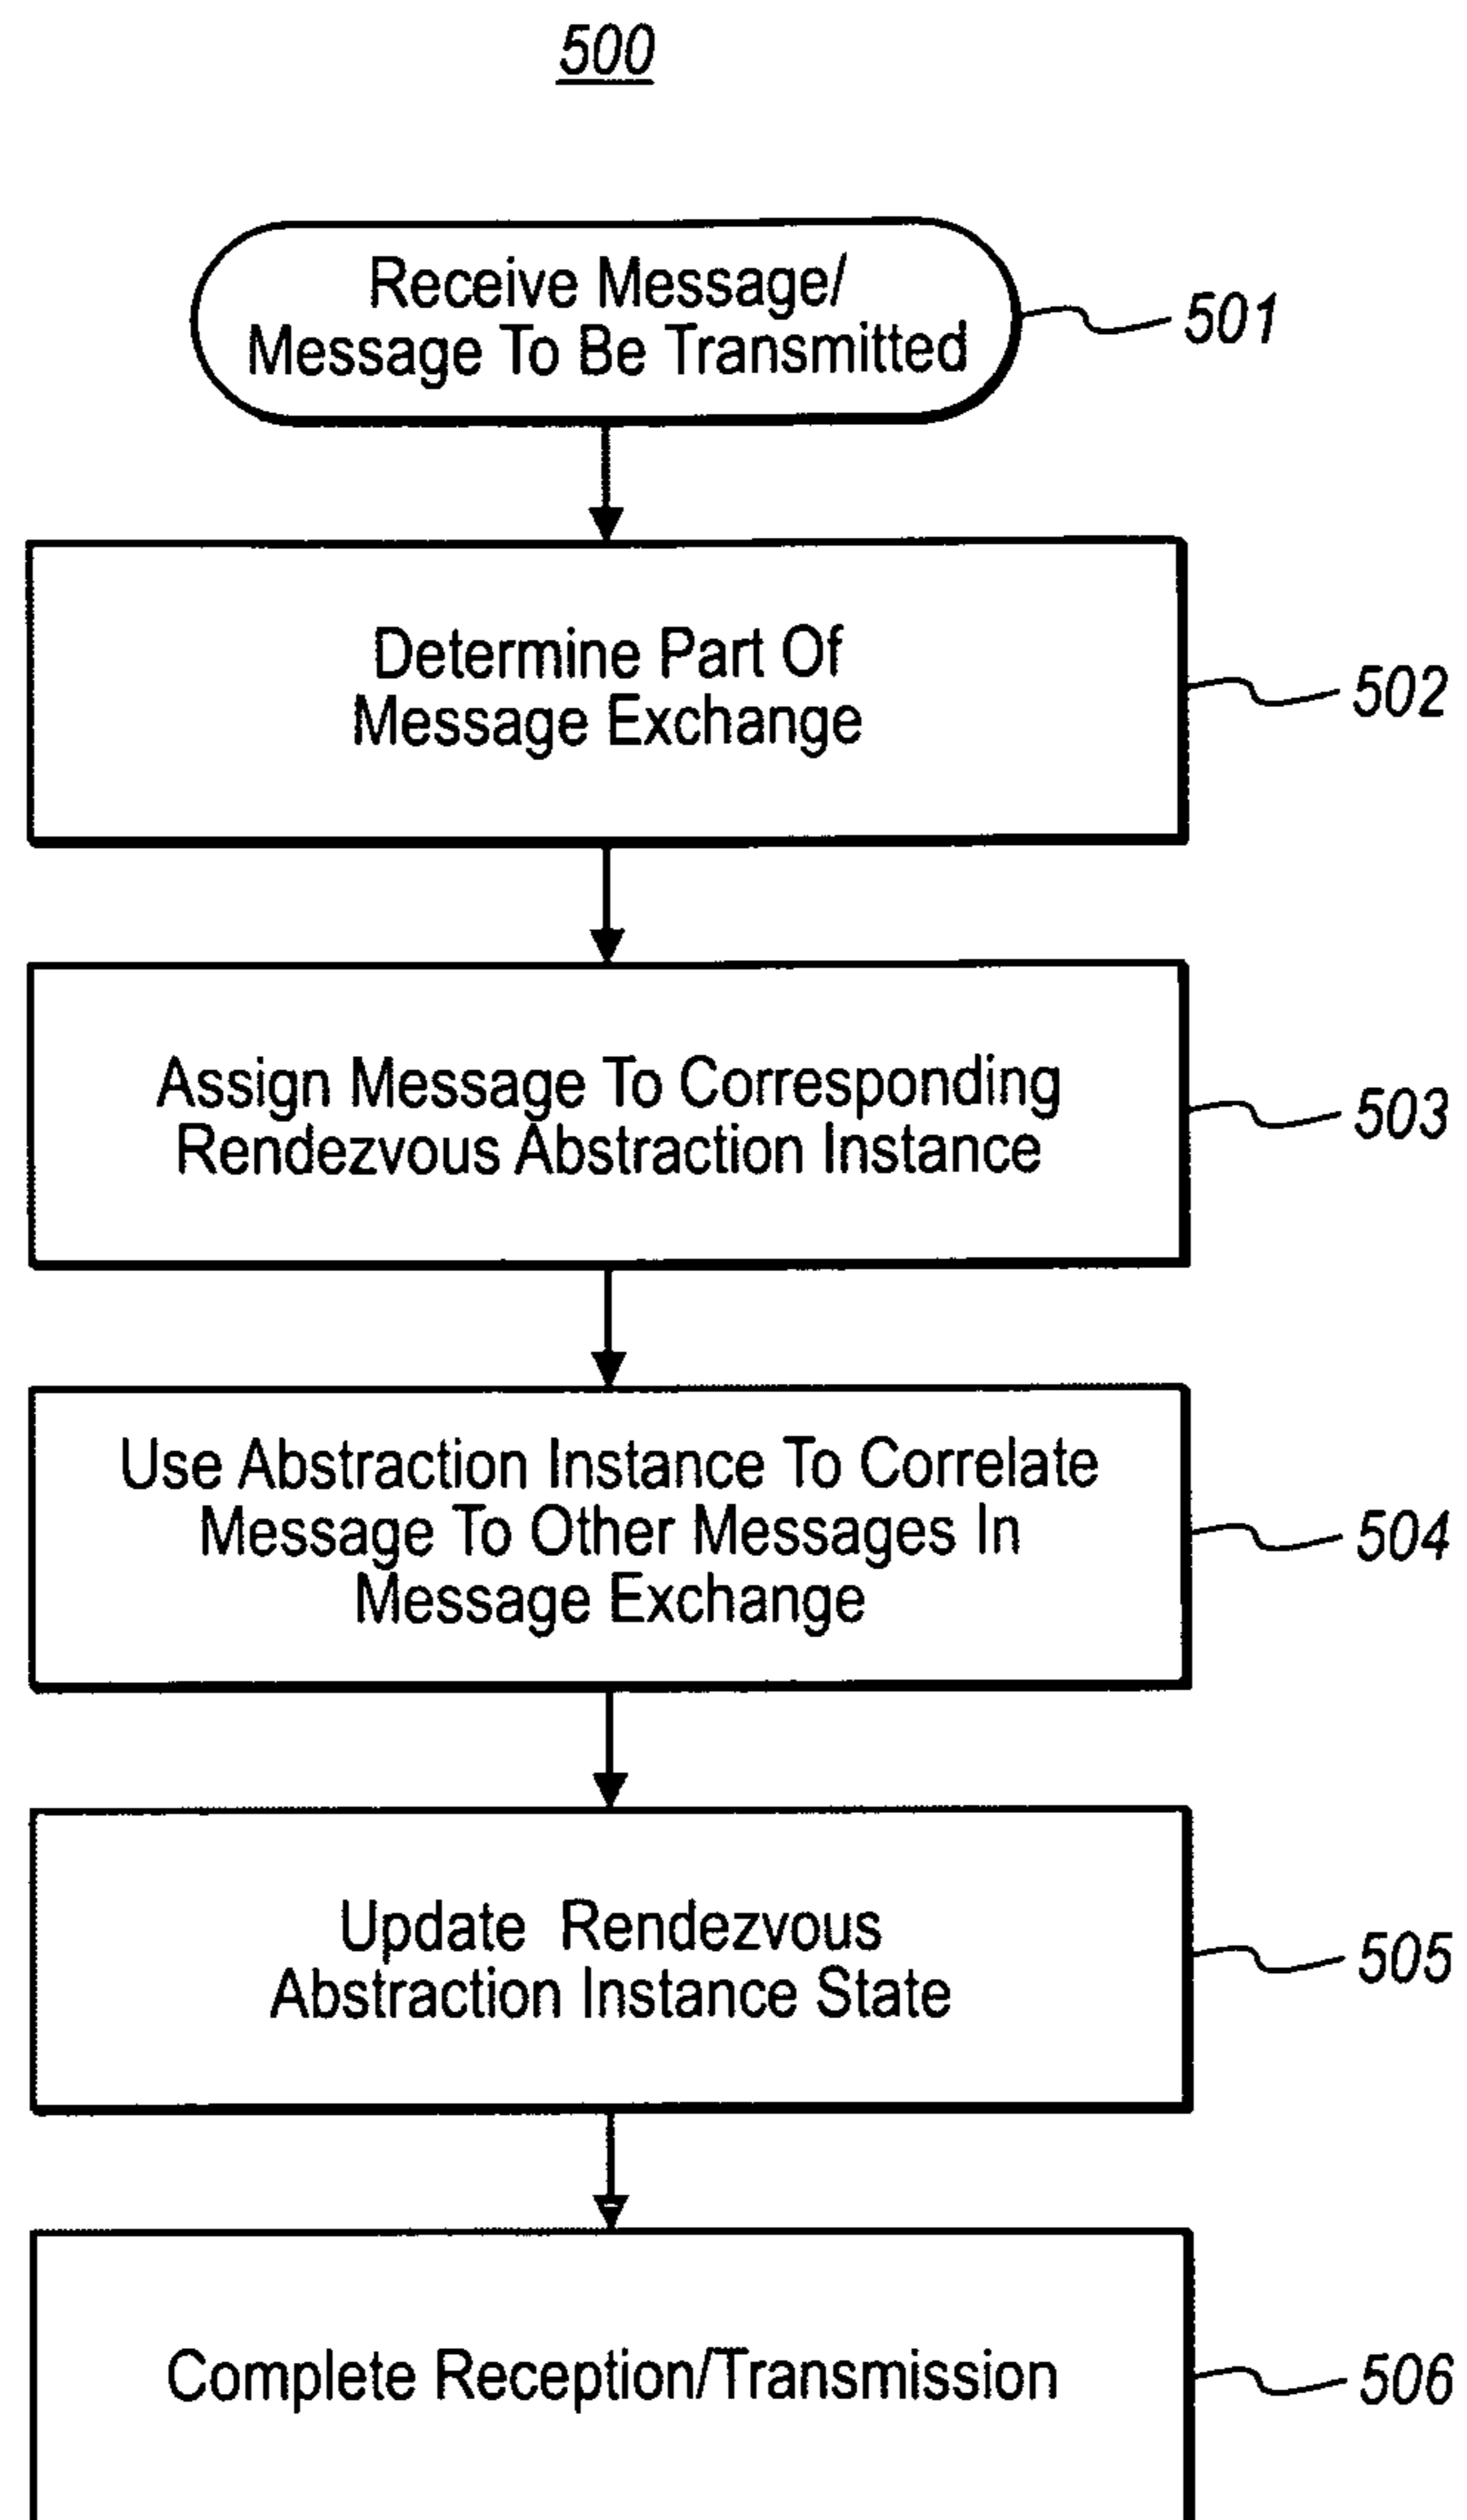 500
Receive Message/
Message To Be Transmitted
501
Determine Part Of
Message Exchange
502
Assign Message To Corresponding
Rendezvous Abstraction Instance
503
Use Abstraction Instance To Correlate
Message To Other Messages In
Message Exchange
504
Update Rendezvous
Abstraction Instance State
505
Complete Reception/Transmission
506